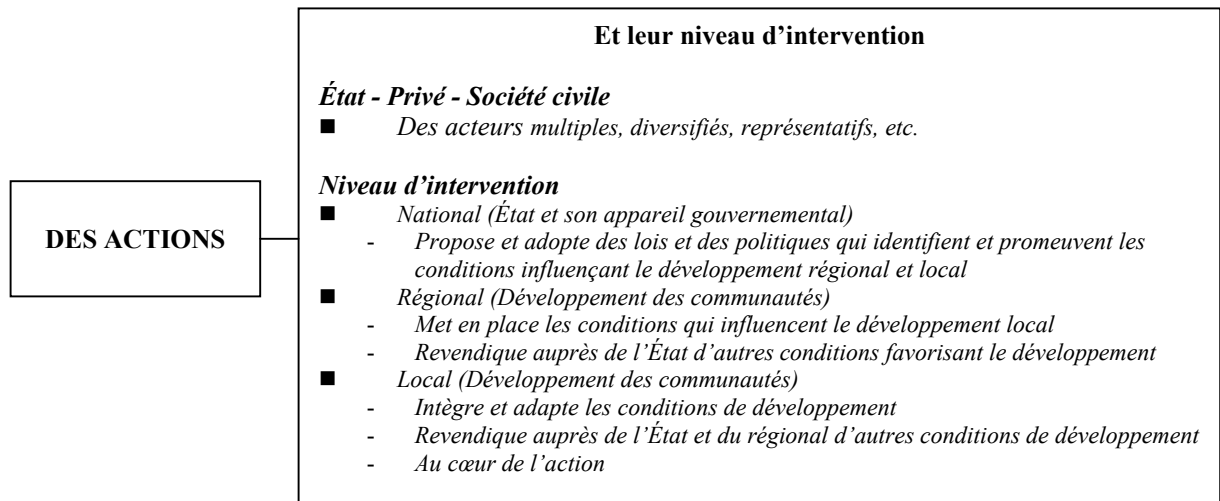 Et leur niveau d’intervention
État - Privé - Société civile
■ Des acteurs multiples, diversifiés, représentatifs, etc.
Niveau d’intervention
■ National (État et son appareil gouvernemental)
- Propose et adopte des lois et des politiques qui identifient et promeuvent les
conditions influençant le développement régional et local
■ Régional (Développement des communautés)
- Met en place les conditions qui influencent le développement local
- Revendique auprès de l’État d’autres conditions favorisant le développement
■ Local (Développement des communautés)
- Intègre et adapte les conditions de développement
- Revendique auprès de l’État et du régional d’autres conditions de développement
- Au cœur de l’action
DES ACTIONS